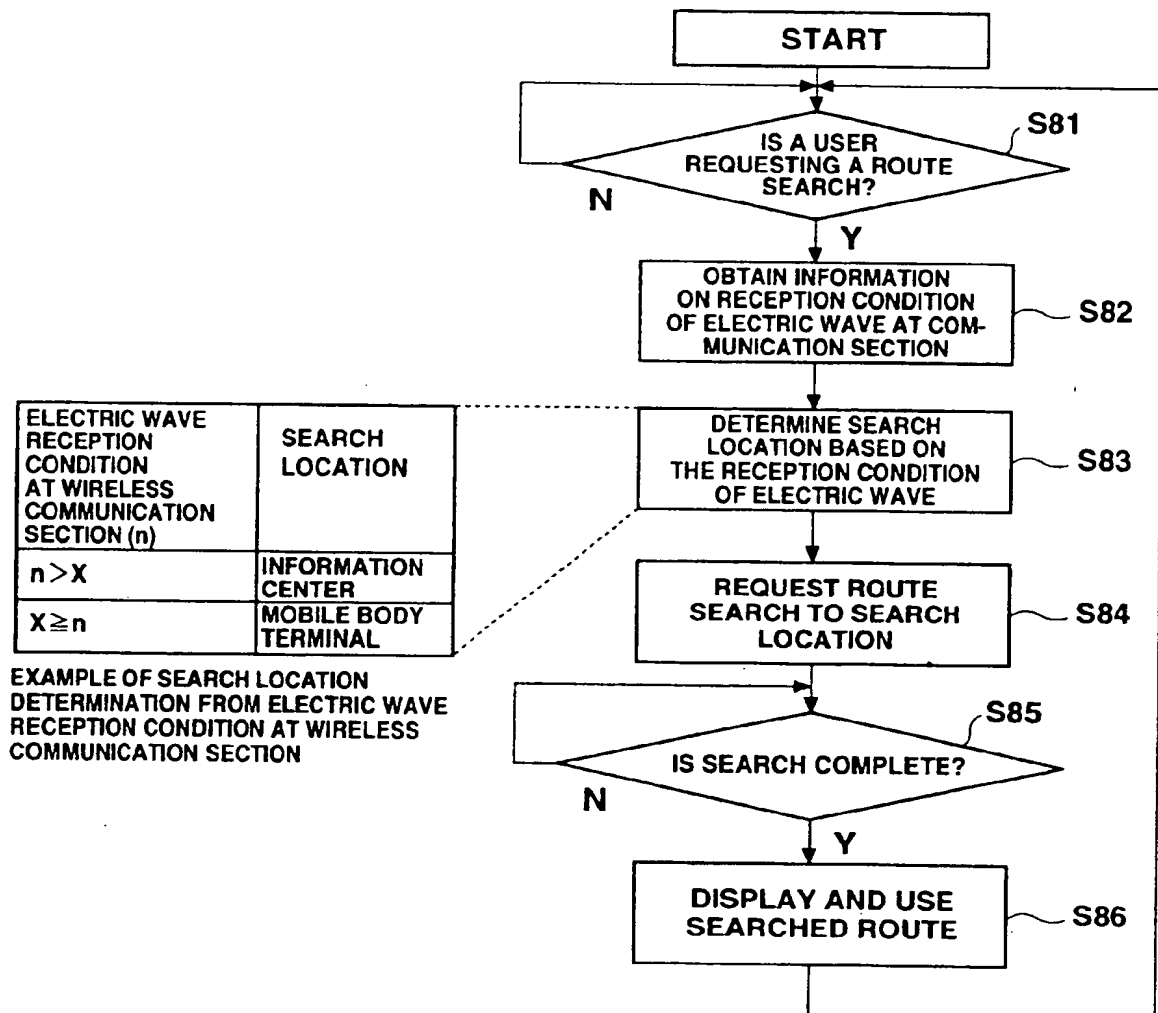 START
S81
IS A USER
REQUESTING A ROUTE
SEARCH?
N
Y
OBTAIN INFORMATION
ON RECEPTION CONDITION
OF ELECTRIC WAVE AT COM-
MUNICATION SECTION
S82
DETERMINE SEARCH
LOCATION BASED ON
THE RECEPTION CONDITION
OF ELECTRIC WAVE
S83
ELECTRIC WAVE
RECEPTION
CONDITION
AT WIRELESS
COMMUNICATION
SECTION (n)
SEARCH
LOCATION
n>X
INFORMATION
CENTER
X≧n
MOBILE BODY
TERMINAL
EXAMPLE OF SEARCH LOCATION
DETERMINATION FROM ELECTRIC WAVE
RECEPTION CONDITION AT WIRELESS
COMMUNICATION SECTION
REQUEST ROUTE
SEARCH TO SEARCH
LOCATION
S84
S85
IS SEARCH COMPLETE?
N
Y
DISPLAY AND USE
SEARCHED ROUTE
S86